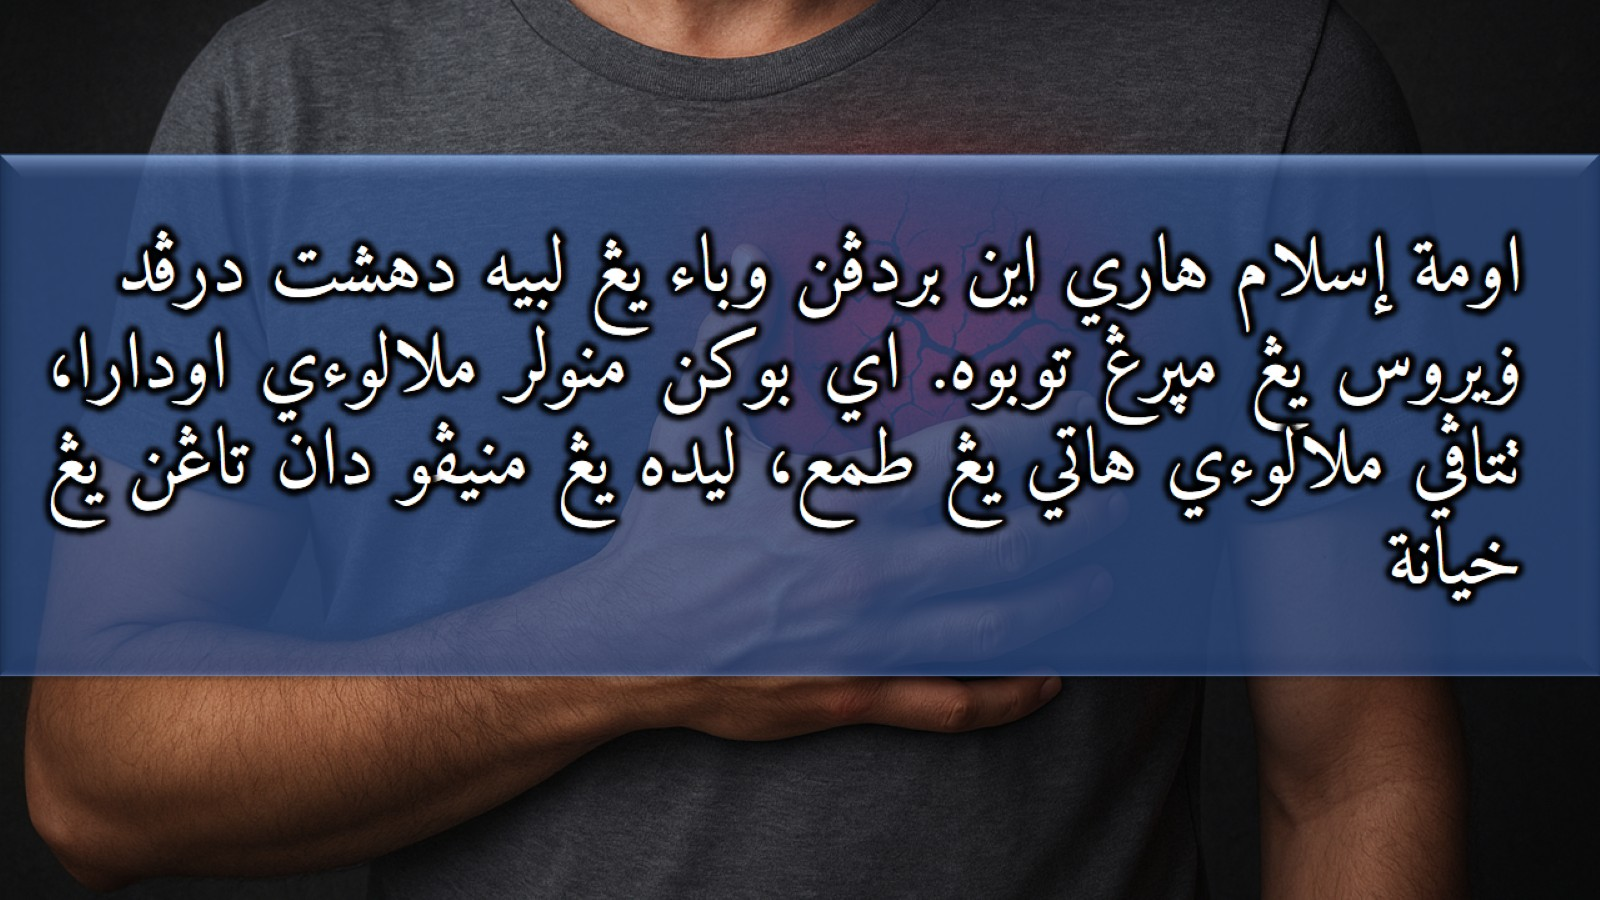 اومة إسلام هاري اين بردڤن وباء يڠ لبيه دهشت درڤد
ۏيروس يڠ مڽرڠ توبوه. اي بوكن منولر ملالوءي اودارا،
تتاڤي ملالوءي هاتي يڠ طمع، ليده يڠ منيڤو دان تاڠن يڠ
خيانة